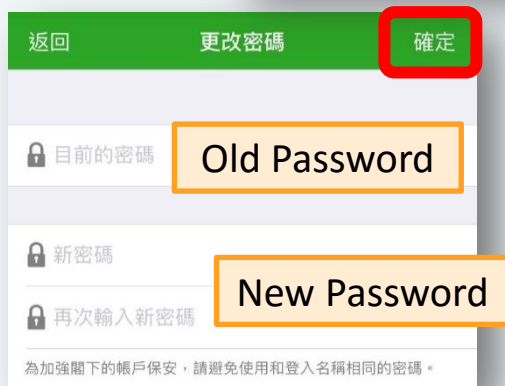 返回 更改密碼 確定
目前的密碼 Old Password
新密碼
New Password
再次輸入新密碼
為加強閣下的帳戶保安，請避免使用和登入名稱相同的密碼。